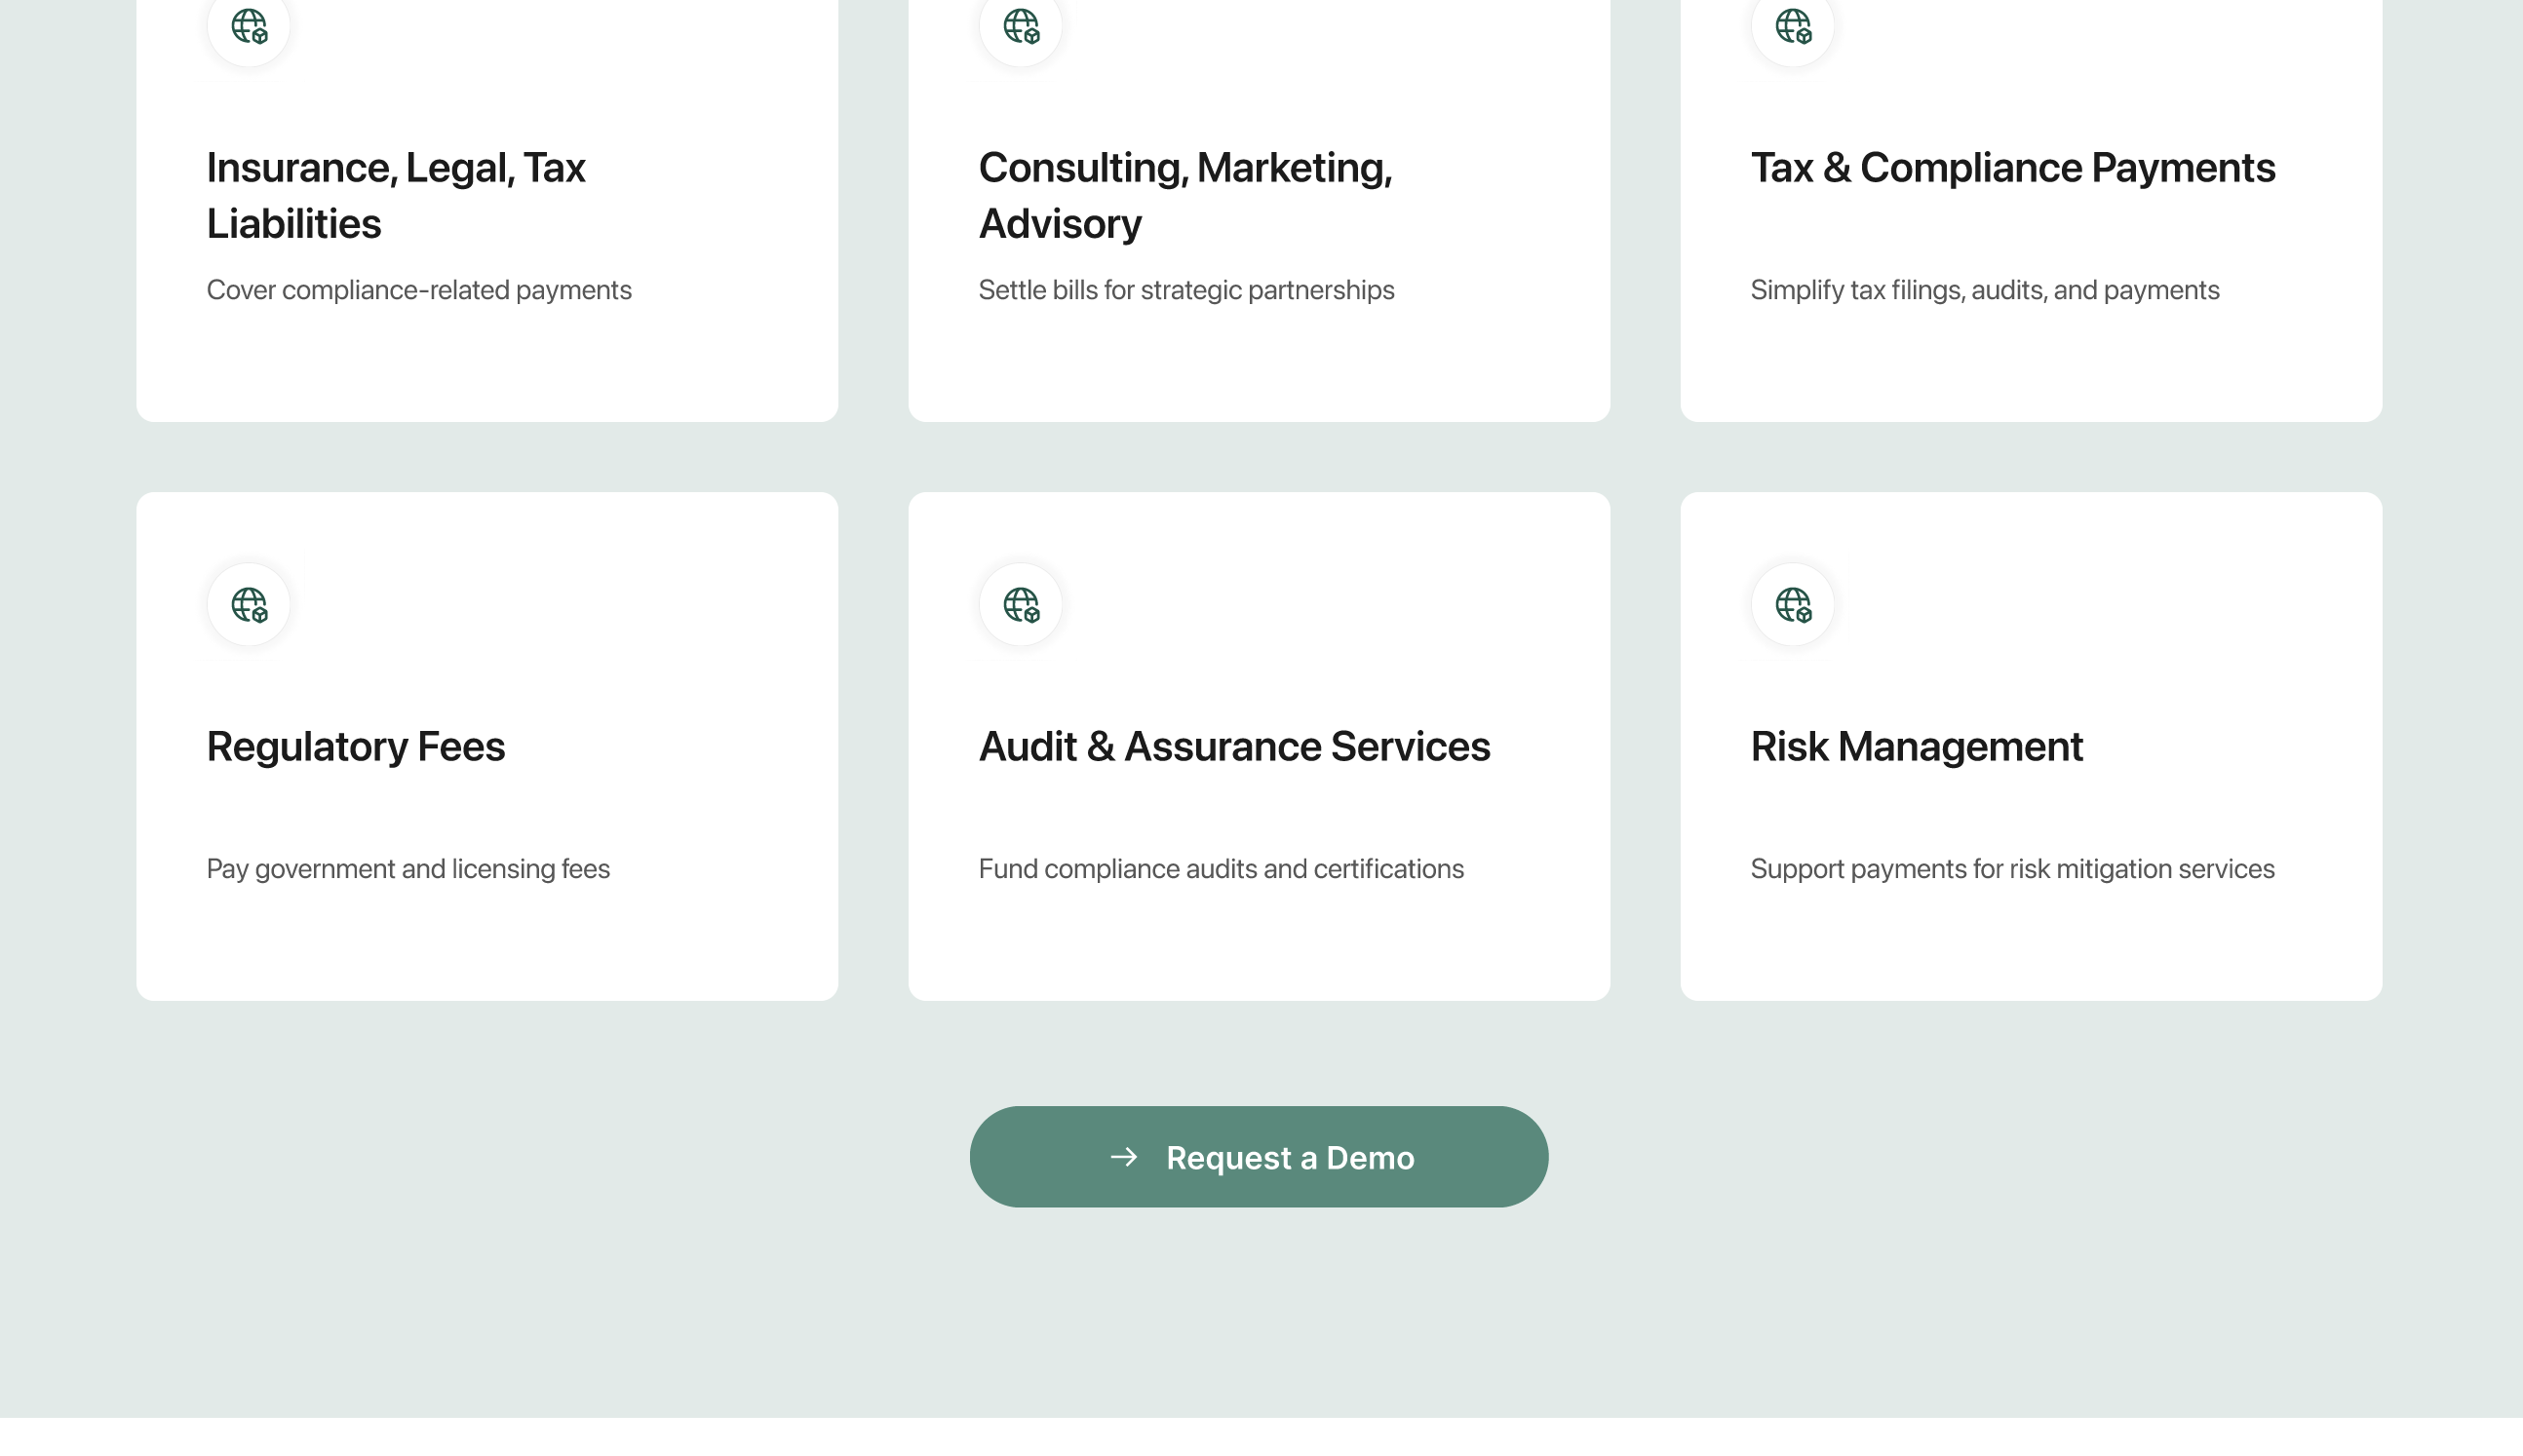 Insurance, Legal, Tax
Liabilities
Cover compliance-related payments
Consulting, Marketing,
Advisory
Settle bills for strategic partnerships
Tax & Compliance Payments
Simplify tax filings, audits, and payments
Regulatory Fees
Pay government and licensing fees
Audit & Assurance Services
Fund compliance audits and certifications
Risk Management
Support payments for risk mitigation services
Request a Demo